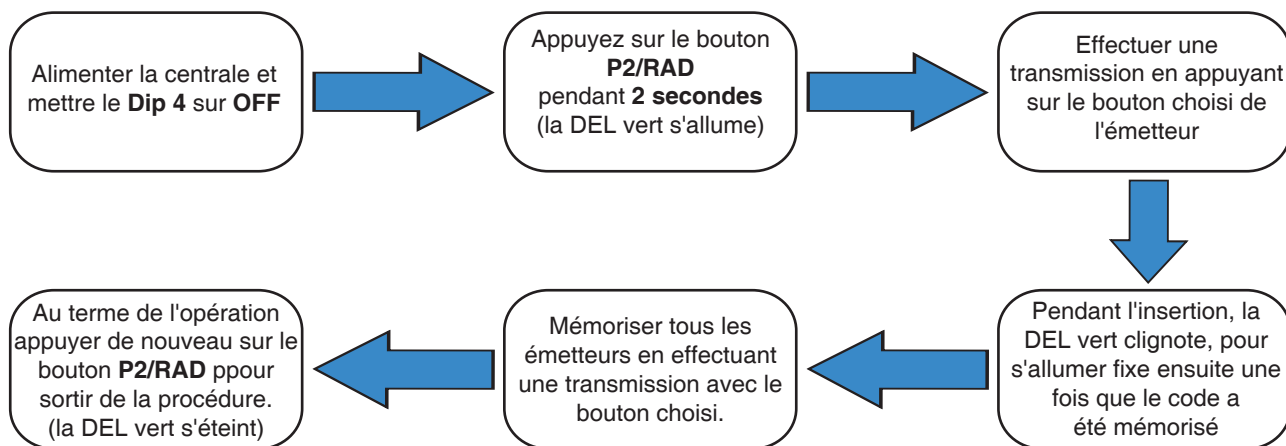 Alimenter la centrale et
mettre le Dip 4 sur OFF
Appuyez sur le bouton
P2/RAD
pendant 2 secondes
(la DEL vert s'allume)
Effectuer une
transmission en appuyant
sur le bouton choisi de
l'émetteur
Pendant l'insertion, la
DEL vert clignote, pour
s'allumer fixe ensuite une
fois que le code a
été mémorisé
Mémoriser tous les
émetteurs en effectuant
une transmission avec le
bouton choisi.
Au terme de l'opération
appuyer de nouveau sur le
bouton P2/RAD ppour
sortir de la procédure.
(la DEL vert s'éteint)